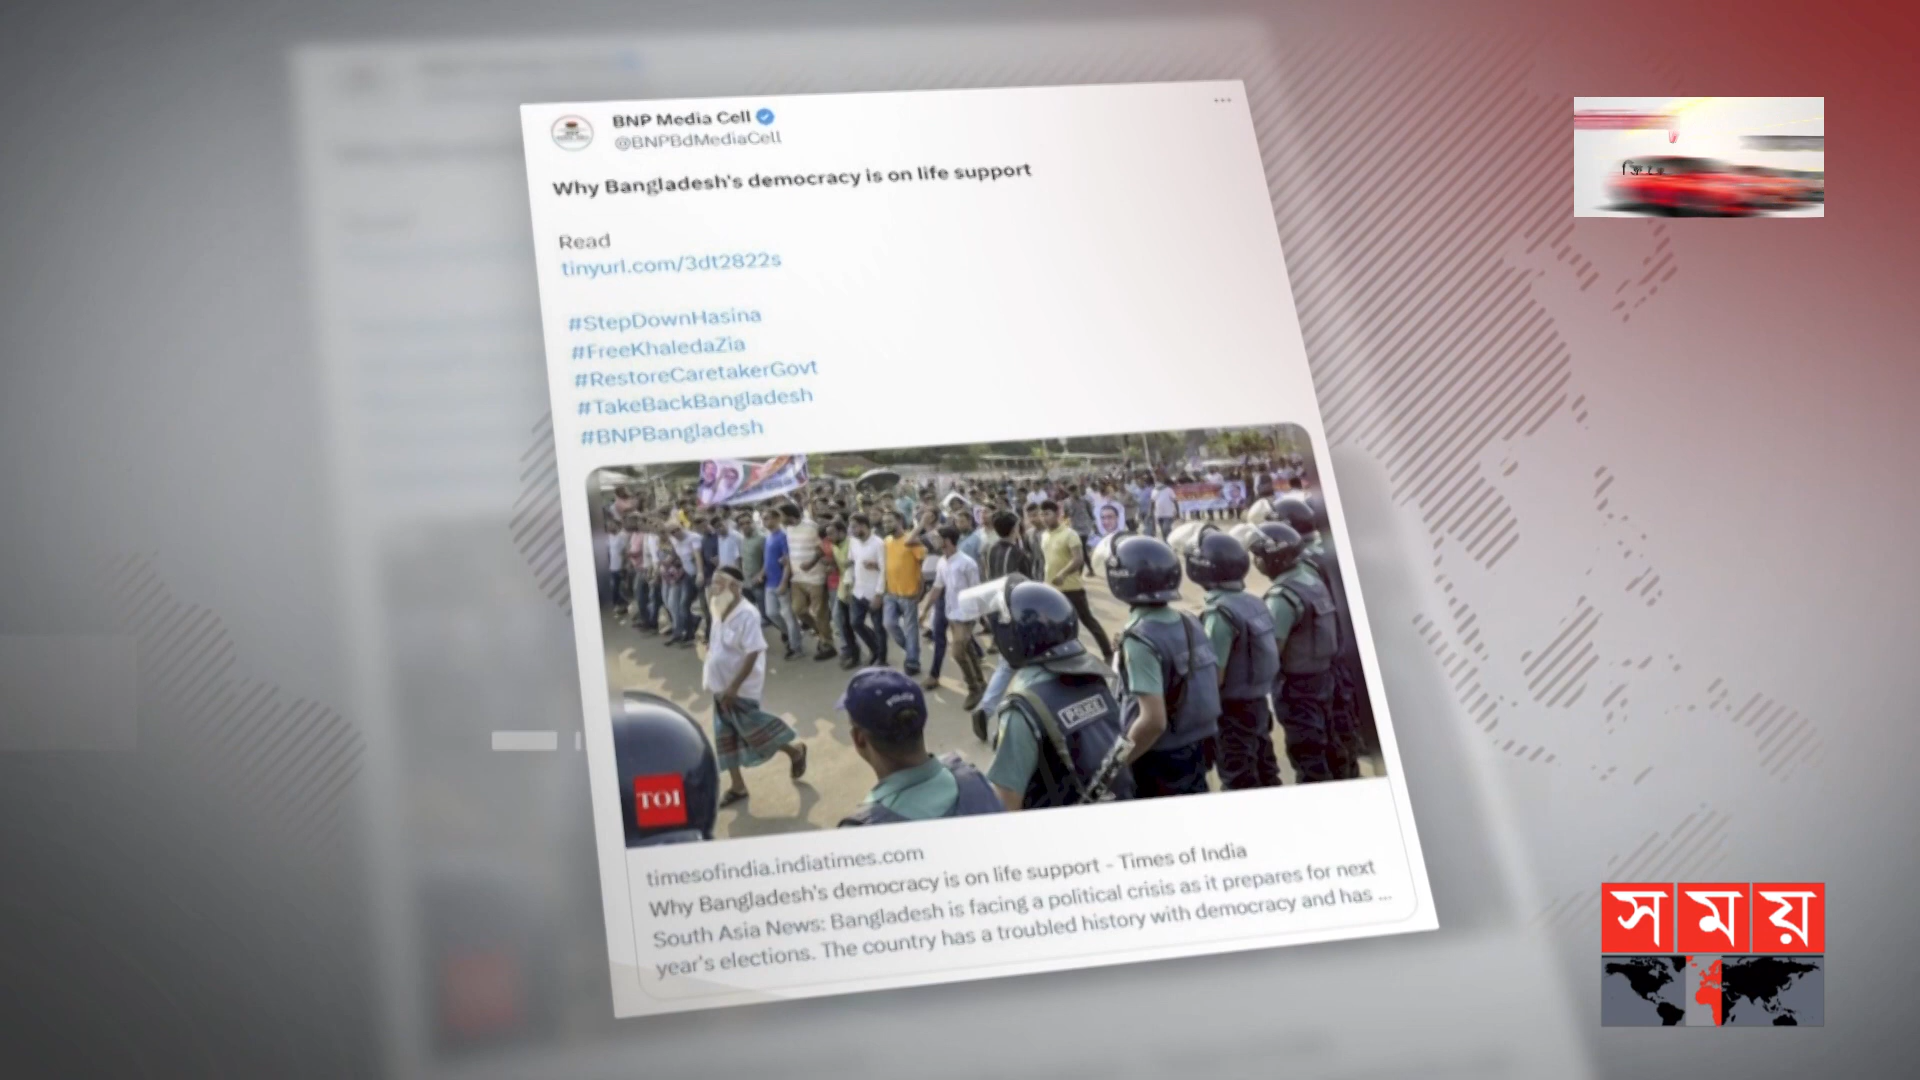 BNP Media Cell
@BNPBdMediaCell
Why Bangladesh's democracy is on life support
Read
tinyurl.com/3dt2822s
#StepDownHasina
#FreeKhaledaZia
#RestoreCaretakerGovt
#TakeBackBangladesh
#BNPBangladesh
POLICE
TOI
timesofindia.indiatimes.com
Why Bangladesh's democracy is on life support - Times of India
South Asia News: Bangladesh is facing a political crisis as it prepares for next
year's elections. The country has a troubled history with democracy and has ...
সময়